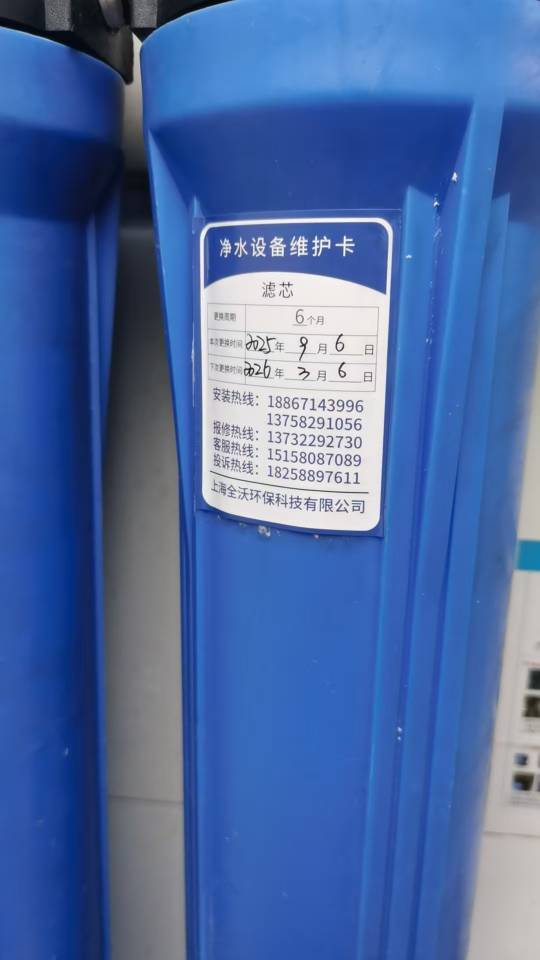 净水设备维护卡
滤芯
更换周期 6个月
本次更换时间 2025年 9月 6日
下次更换时间 2026年 3月 6日
安装热线：18867143996
13758291056
报修热线：13732292730
客服热线：15158087089
投诉热线：18258897611
上海全沃环保科技有限公司